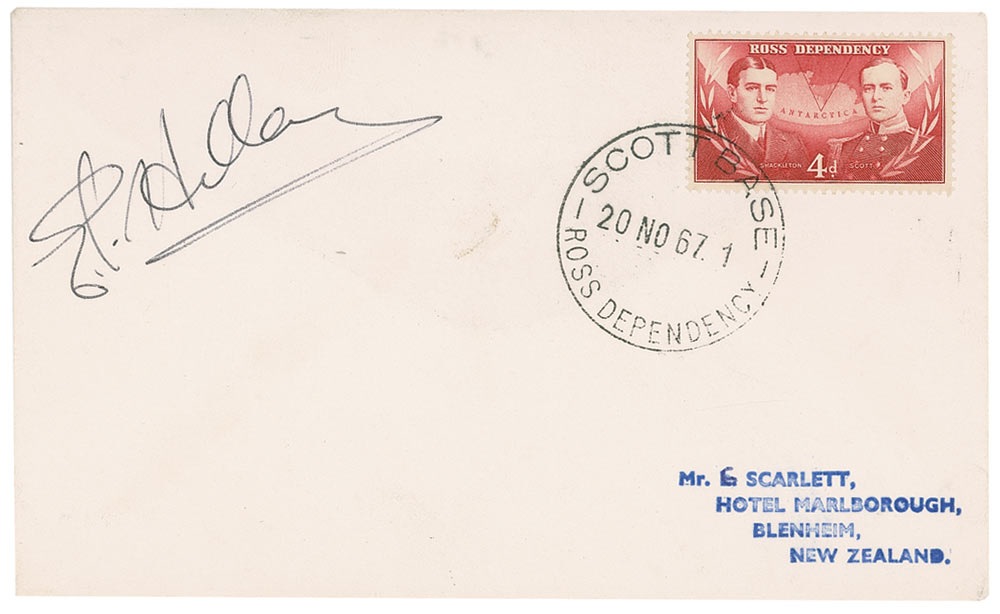 E.P. Hillary
ROSS DEPENDENCY
ANTARCTICA
SHACKLETON 4d SCOTT
SCOTT BASE
20 NO 67. 1
ROSS DEPENDENCY
Mr. E SCARLETT,
HOTEL MARLBOROUGH,
BLENHEIM,
NEW ZEALAND.